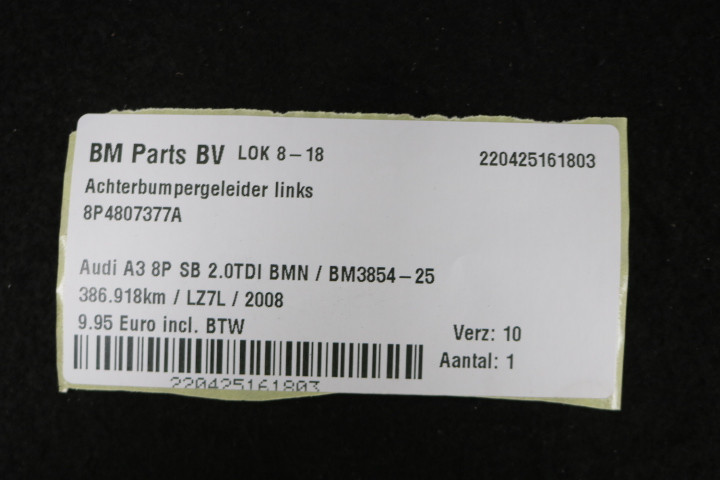 BM Parts BV LOK 8-18 220425161803
Achterbumpergeleider links
8P4807377A
Audi A3 8P SB 2.0TDI BMN / BM3854-25
386.918km / LZ7L / 2008
9.95 Euro incl. BTW
Verz: 10
Aantal: 1
220425161803